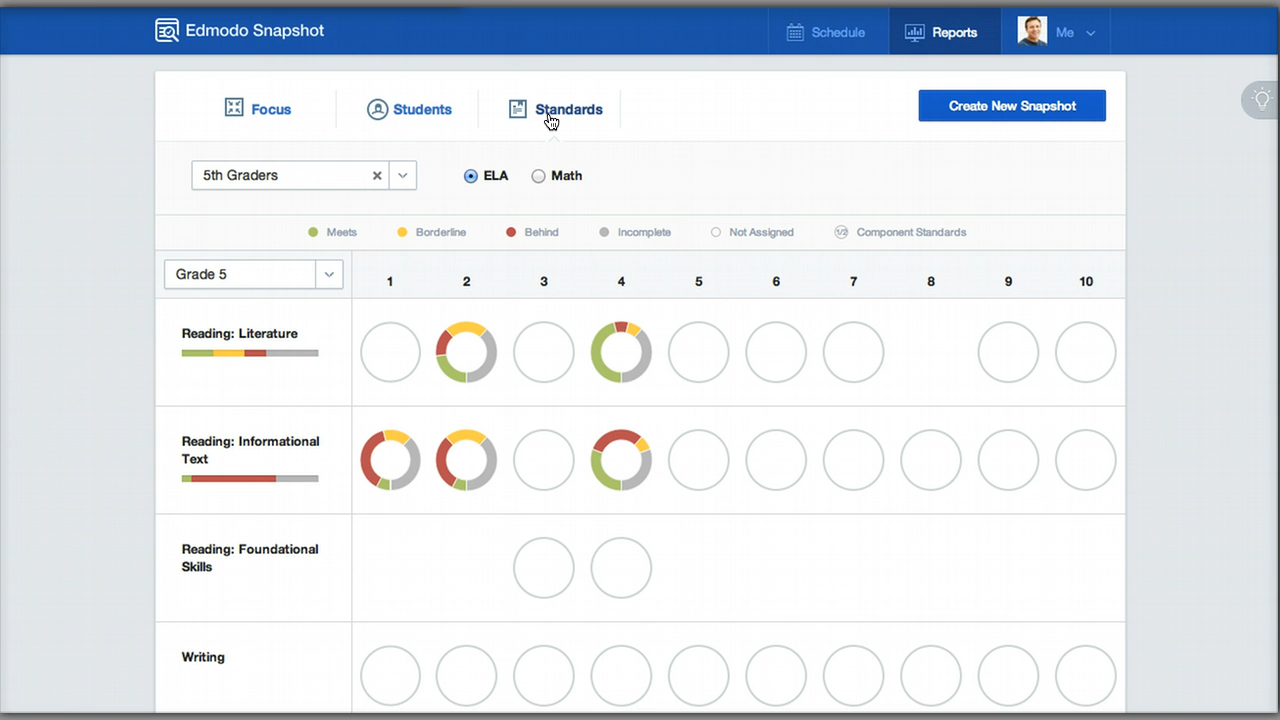 Edmodo Snapshot
Schedule
Reports
Me
Focus
Students
Standards
Create New Snapshot
5th Graders
ELA
Math
Meets
Borderline
Behind
Incomplete
Not Assigned
1/2
Component Standards
Grade 5
1 2 3 4 5 6 7 8 9 10
Reading: Literature
Reading: Informational
Text
Reading: Foundational
Skills
Writing